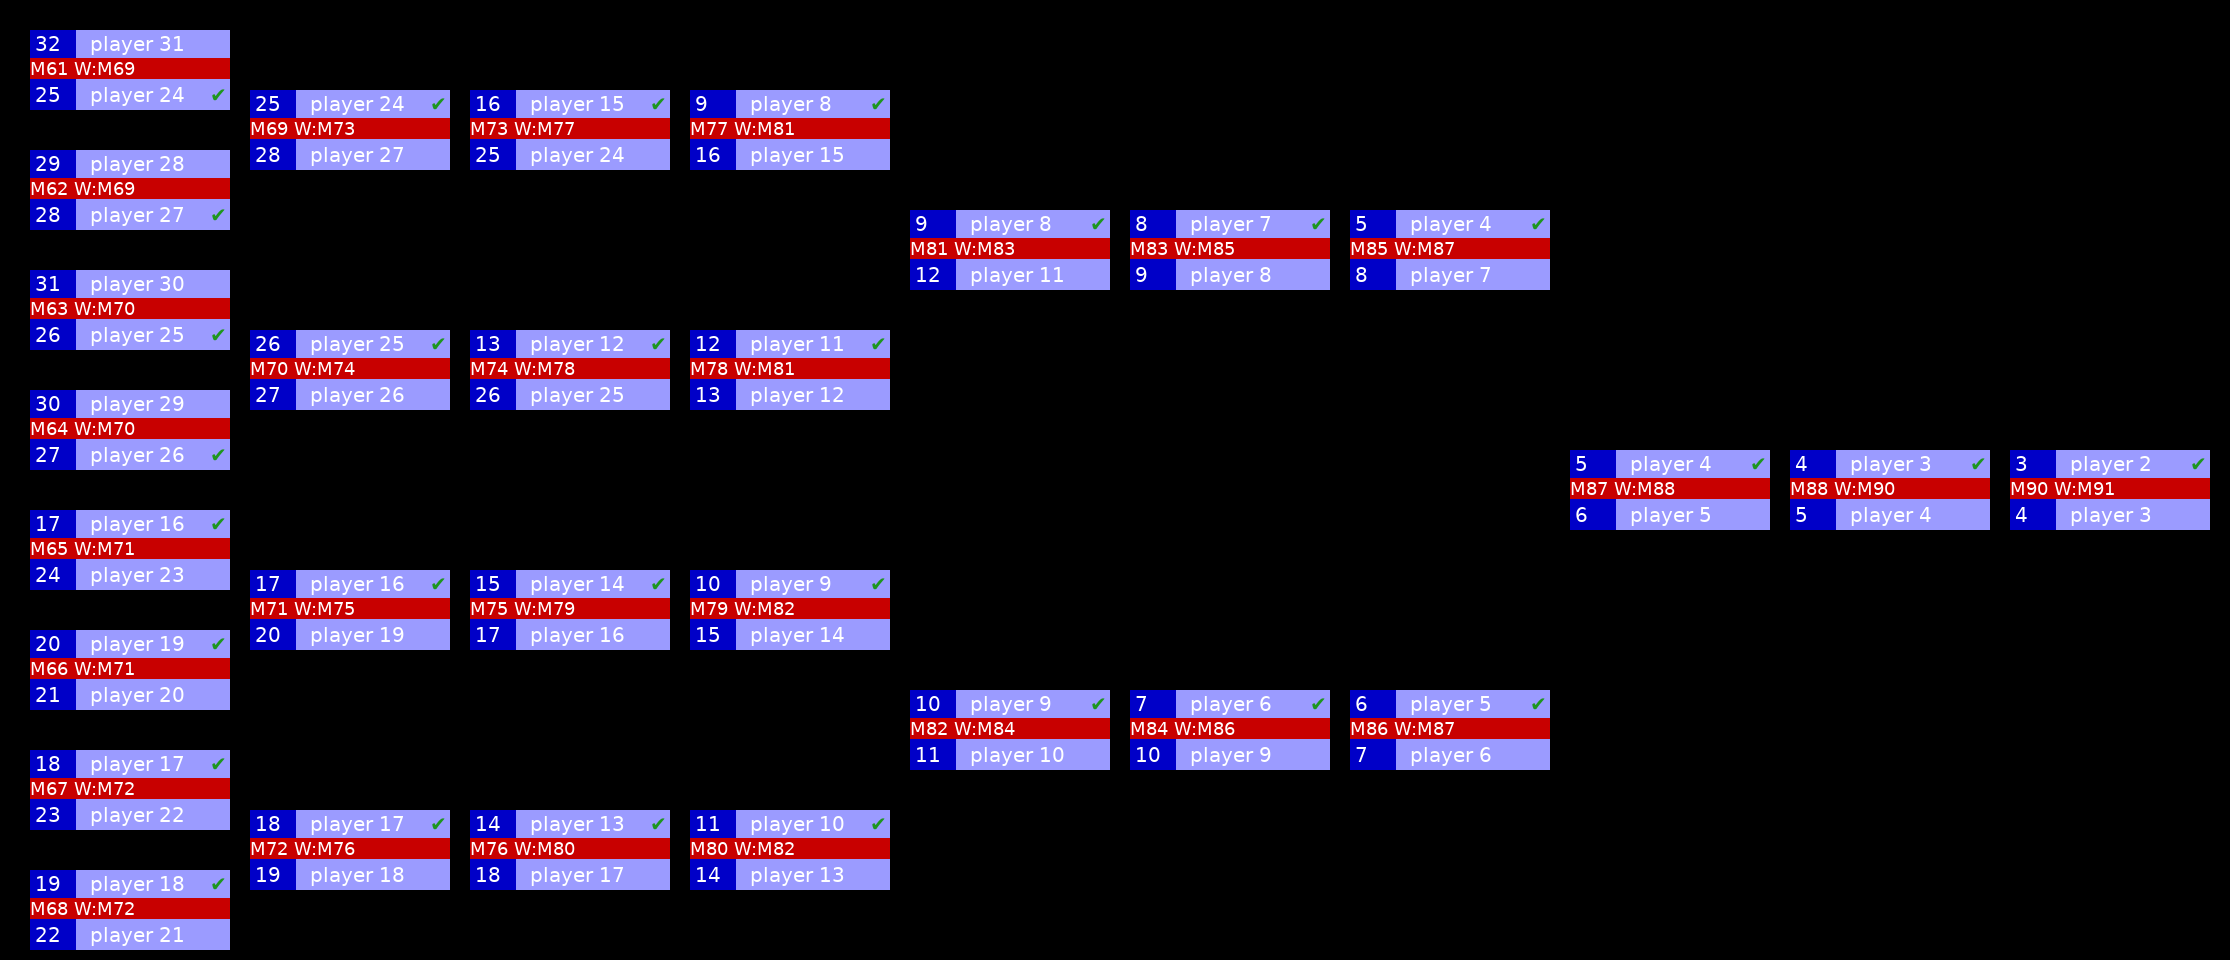 32 player 31
M61 W:M69
25 player 24 ✔
29 player 28
M62 W:M69
28 player 27 ✔
31 player 30
M63 W:M70
26 player 25 ✔
30 player 29
M64 W:M70
27 player 26 ✔
17 player 16 ✔
M65 W:M71
24 player 23
20 player 19 ✔
M66 W:M71
21 player 20
18 player 17 ✔
M67 W:M72
23 player 22
19 player 18 ✔
M68 W:M72
22 player 21
25 player 24 ✔
M69 W:M73
28 player 27
26 player 25 ✔
M70 W:M74
27 player 26
17 player 16 ✔
M71 W:M75
20 player 19
18 player 17 ✔
M72 W:M76
19 player 18
16 player 15 ✔
M73 W:M77
25 player 24
13 player 12 ✔
M74 W:M78
26 player 25
15 player 14 ✔
M75 W:M79
17 player 16
14 player 13 ✔
M76 W:M80
18 player 17
9 player 8 ✔
M77 W:M81
16 player 15
12 player 11 ✔
M78 W:M81
13 player 12
10 player 9 ✔
M79 W:M82
15 player 14
11 player 10 ✔
M80 W:M82
14 player 13
9 player 8 ✔
M81 W:M83
12 player 11
10 player 9 ✔
M82 W:M84
11 player 10
8 player 7 ✔
M83 W:M85
9 player 8
7 player 6 ✔
M84 W:M86
10 player 9
5 player 4 ✔
M85 W:M87
8 player 7
6 player 5 ✔
M86 W:M87
7 player 6
5 player 4 ✔
M87 W:M88
6 player 5
4 player 3 ✔
M88 W:M90
5 player 4
3 player 2 ✔
M90 W:M91
4 player 3